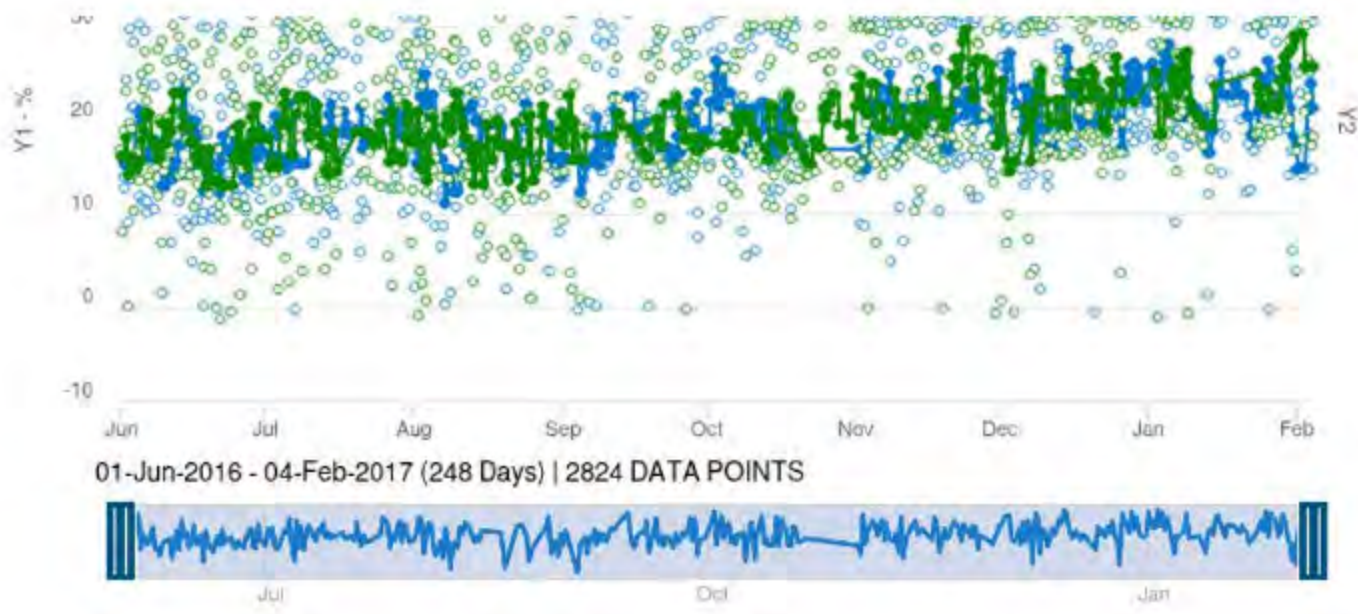 Y1 - %
20
10
0
-10
Y2
Jun Jul Aug Sep Oct Nov Dec Jan Feb
01-Jun-2016 - 04-Feb-2017 (248 Days) | 2824 DATA POINTS
Jul Oct Jan